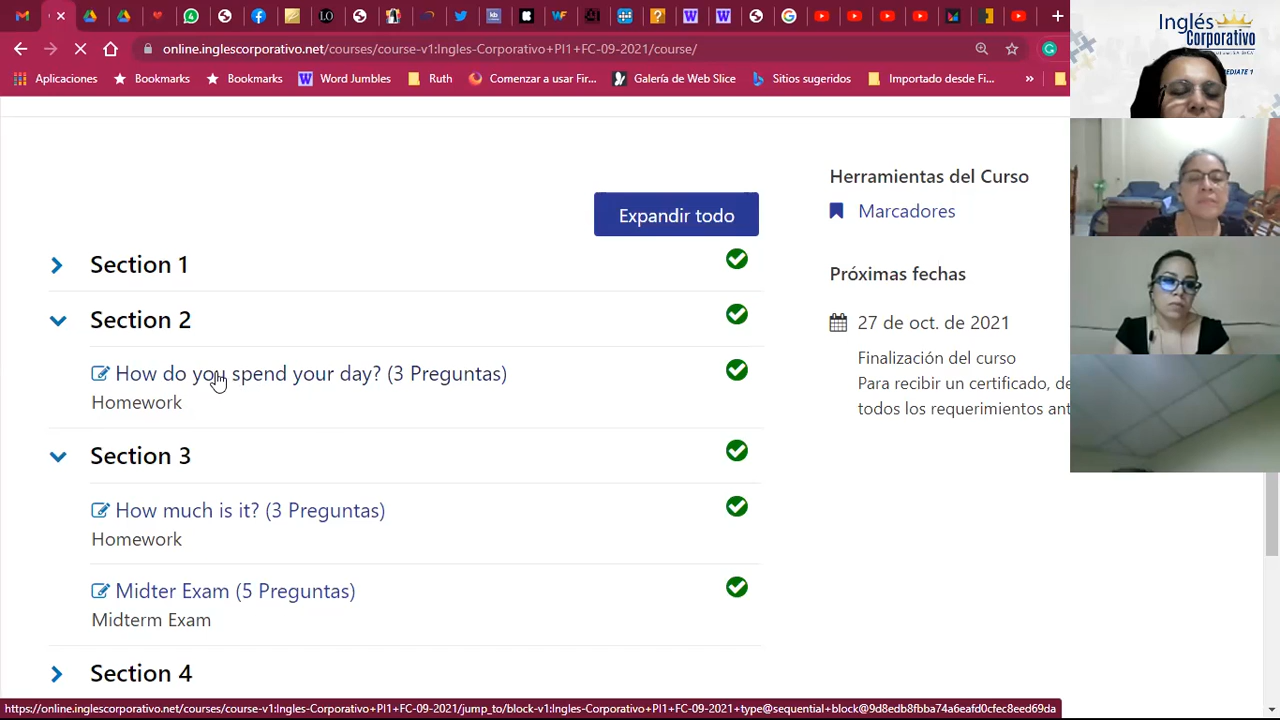 online.inglescorporativo.net/courses/course-v1:Ingles-Corporativo+PI1+FC-09-2021/course/
Aplicaciones
Bookmarks
Bookmarks
Word Jumbles
Ruth
Comenzar a usar Fir...
Galería de Web Slice
Sitios sugeridos
Importado desde Fi...
»
Inglés
Corporativo
Expandir todo
Section 1
Section 2
How do you spend your day? (3 Preguntas)
Homework
Section 3
How much is it? (3 Preguntas)
Homework
Midter Exam (5 Preguntas)
Midterm Exam
Section 4
Herramientas del Curso
Marcadores
Próximas fechas
27 de oct. de 2021
Finalización del curso
Para recibir un certificado, de
todos los requerimientos ant
https://online.inglescorporativo.net/courses/course-v1:Ingles-Corporativo+PI1+FC-09-2021/jump_to/block-v1:Ingles-Corporativo+PI1+FC-09-2021+type@sequential+block@9d8edb8fbba74a6eafd0cfec8eed69da